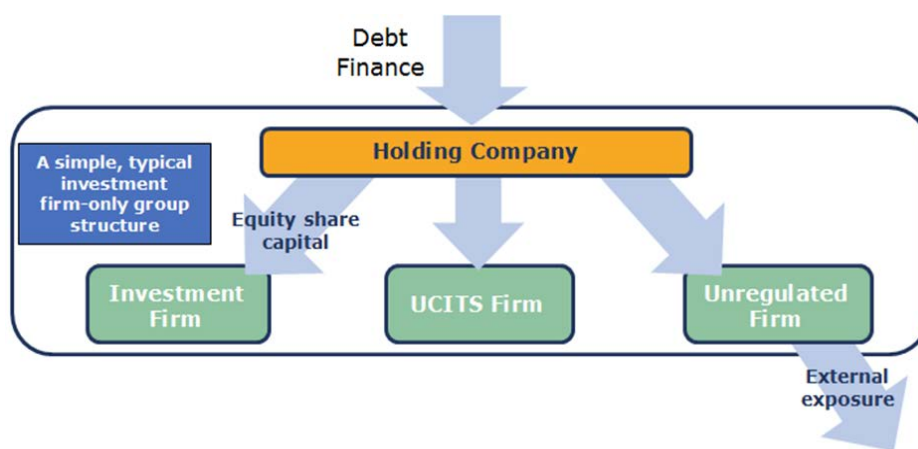 Debt
Finance
Holding Company
A simple, typical
investment
firm-only group
structure
Equity share
capital
Investment
Firm
UCITS Firm
Unregulated
Firm
External
exposure